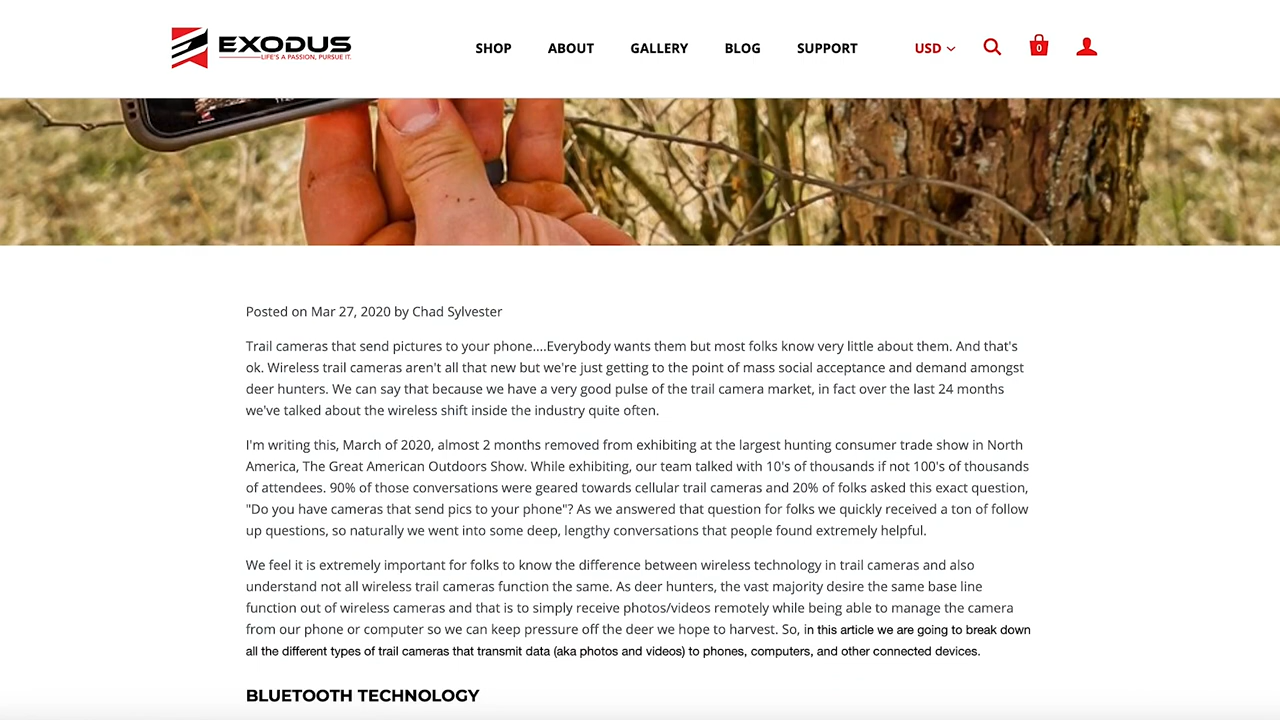 EXODUS
LIFE'S A PASSION, PURSUE IT.
SHOP ABOUT GALLERY BLOG SUPPORT USD 0
Posted on Mar 27, 2020 by Chad Sylvester
Trail cameras that send pictures to your phone....Everybody wants them but most folks know very little about them. And that's
ok. Wireless trail cameras aren't all that new but we're just getting to the point of mass social acceptance and demand amongst
deer hunters. We can say that because we have a very good pulse of the trail camera market, in fact over the last 24 months
we've talked about the wireless shift inside the industry quite often.
I'm writing this, March of 2020, almost 2 months removed from exhibiting at the largest hunting consumer trade show in North
America, The Great American Outdoors Show. While exhibiting, our team talked with 10's of thousands if not 100's of thousands
of attendees. 90% of those conversations were geared towards cellular trail cameras and 20% of folks asked this exact question,
"Do you have cameras that send pics to your phone"? As we answered that question for folks we quickly received a ton of follow
up questions, so naturally we went into some deep, lengthy conversations that people found extremely helpful.
We feel it is extremely important for folks to know the difference between wireless technology in trail cameras and also
understand not all wireless trail cameras function the same. As deer hunters, the vast majority desire the same base line
function out of wireless cameras and that is to simply receive photos/videos remotely while being able to manage the camera
from our phone or computer so we can keep pressure off the deer we hope to harvest. So, in this article we are going to break down
all the different types of trail cameras that transmit data (aka photos and videos) to phones, computers, and other connected devices.
BLUETOOTH TECHNOLOGY